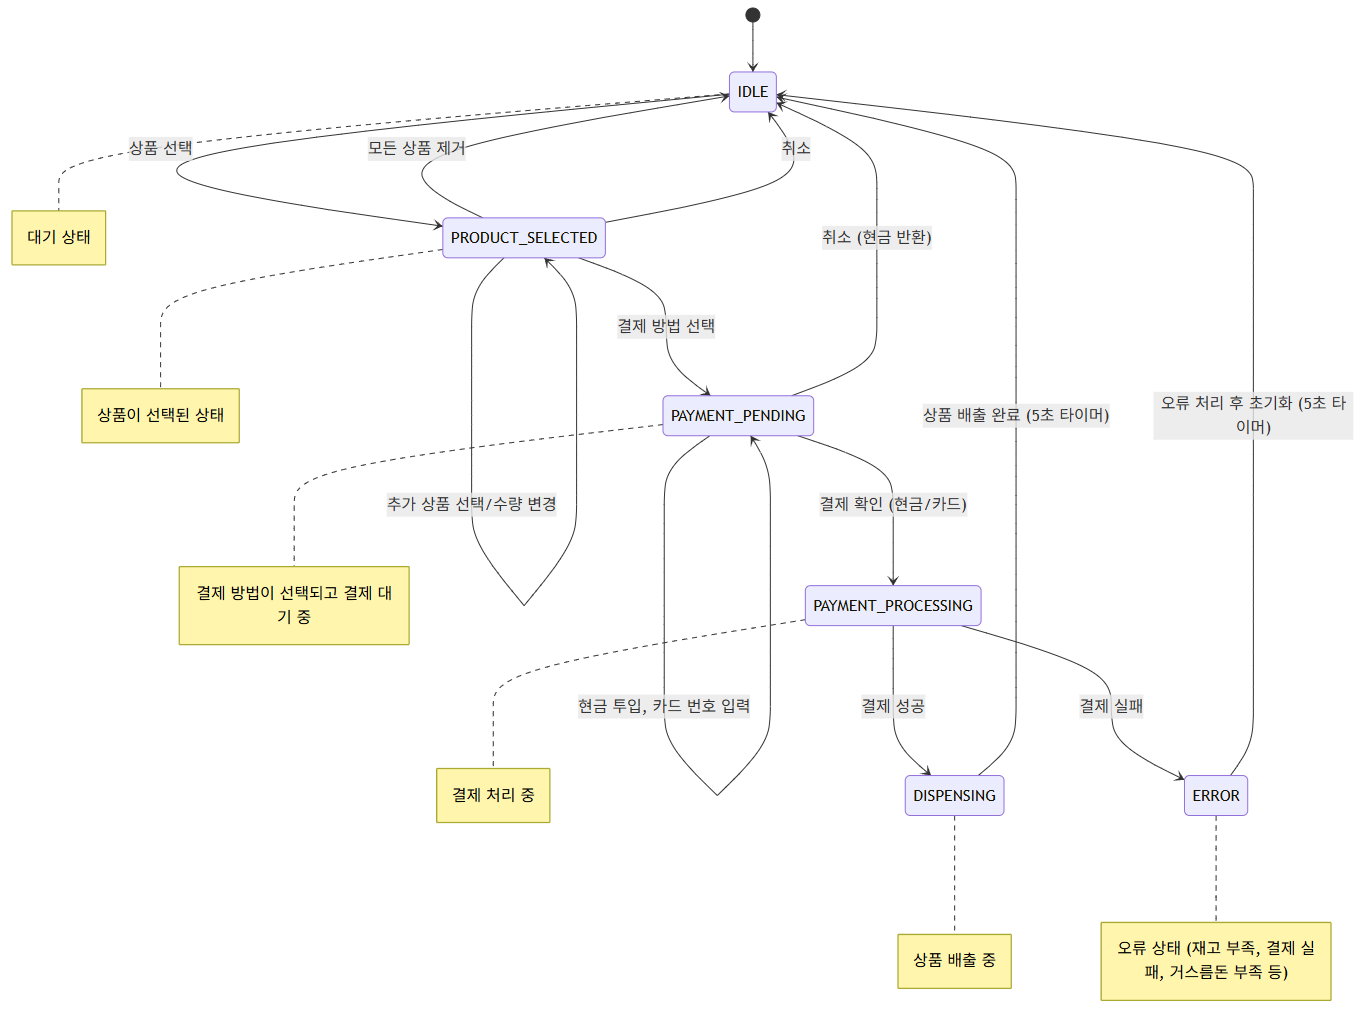 IDLE
상품 선택
모든 상품 제거
취소
대기 상태
PRODUCT_SELECTED
취소 (현금 반환)
결제 방법 선택
상품이 선택된 상태
PAYMENT_PENDING
상품 배출 완료 (5초 타이머)
오류 처리 후 초기화 (5초 타
이머)
추가 상품 선택/수량 변경
결제 확인 (현금/카드)
결제 방법이 선택되고 결제 대
기 중
PAYMENT_PROCESSING
현금 투입, 카드 번호 입력
결제 성공
결제 실패
결제 처리 중
DISPENSING
ERROR
상품 배출 중
오류 상태 (재고 부족, 결제 실
패, 거스름돈 부족 등)